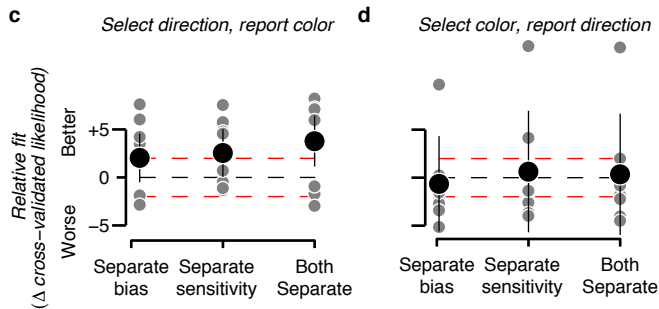 c
Select direction, report color
d
Select color, report direction
Relative fit
(Δ cross−validated likelihood)
Worse
Better
+5
0
−5
Separate
bias
Separate
sensitivity
Both
Separate
Separate
bias
Separate
sensitivity
Both
Separate